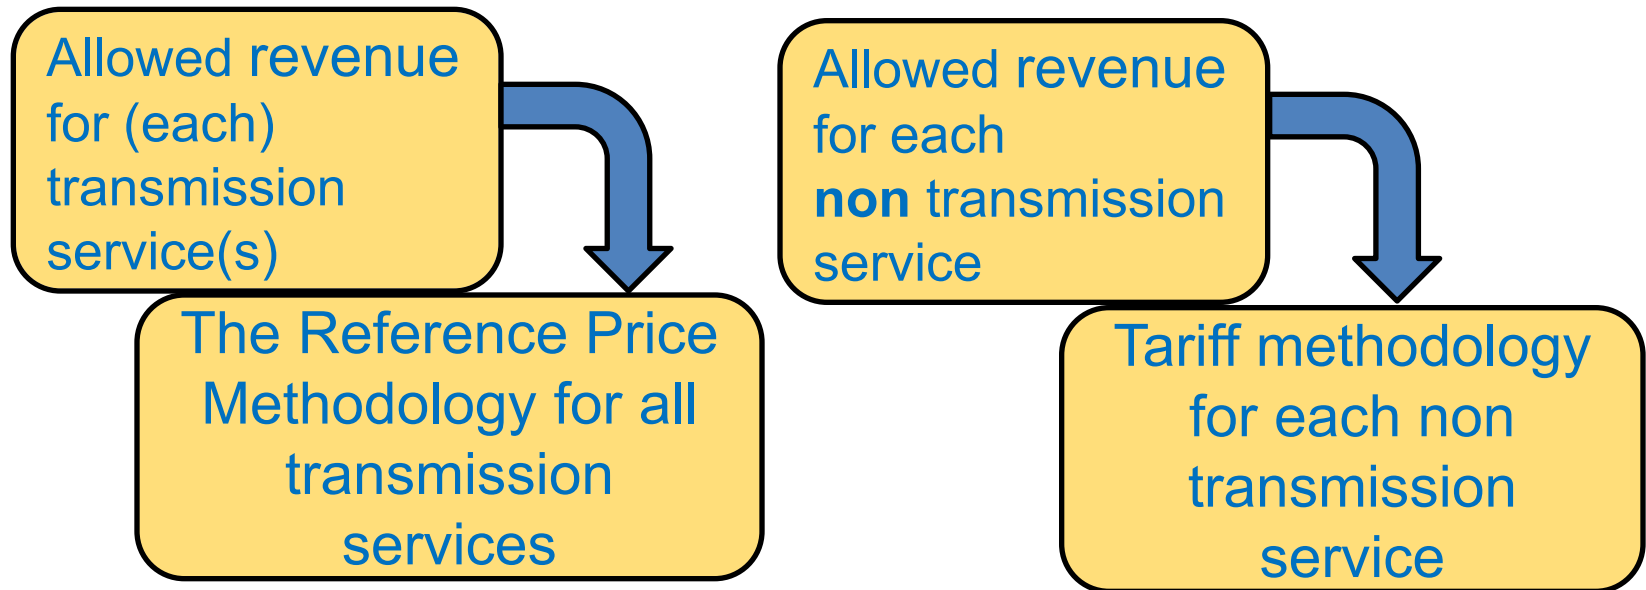 Allowed revenue
for (each)
transmission
service(s)
The Reference Price
Methodology for all
transmission
services
Allowed revenue
for each
non transmission
service
Tariff methodology
for each non
transmission
service